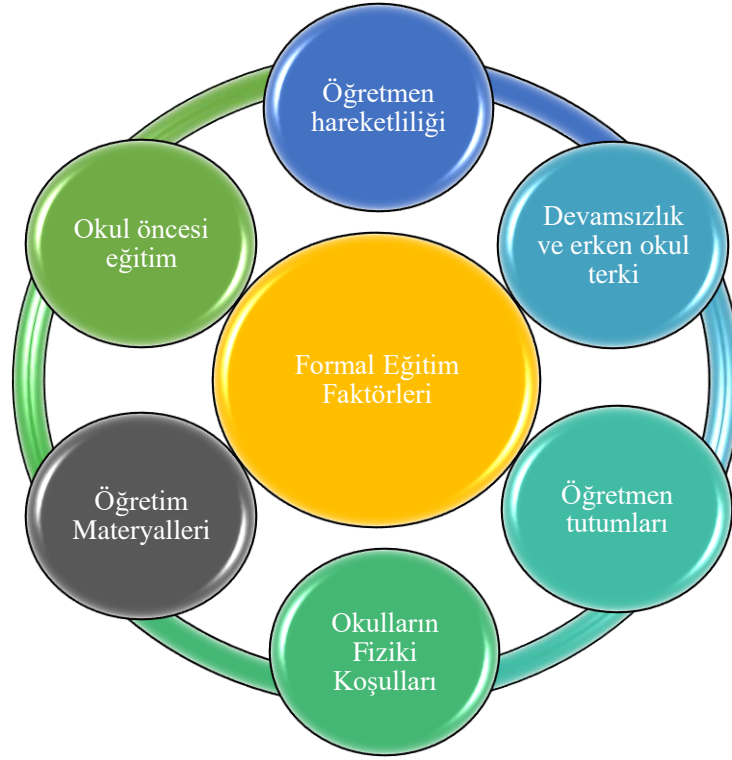 Öğretmen
hareketliliği
Devamsızlık
ve erken okul
terki
Öğretmen
tutumları
Okulların
Fiziki
Koşulları
Öğretim
Materyalleri
Okul öncesi
eğitim
Formal Eğitim
Faktörleri